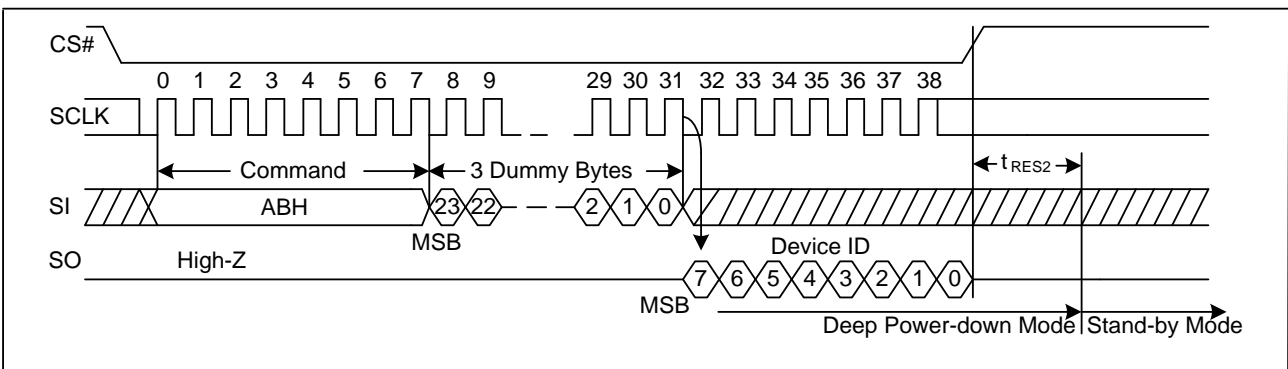 CS#
0 1 2 3 4 5 6 7 8 9 29 30 31 32 33 34 35 36 37 38
SCLK
Command 3 Dummy Bytes tRES2
SI ABH 23 22 2 1 0
MSB Device ID
SO High-Z
7 6 5 4 3 2 1 0
MSB
Deep Power-down Mode Stand-by Mode